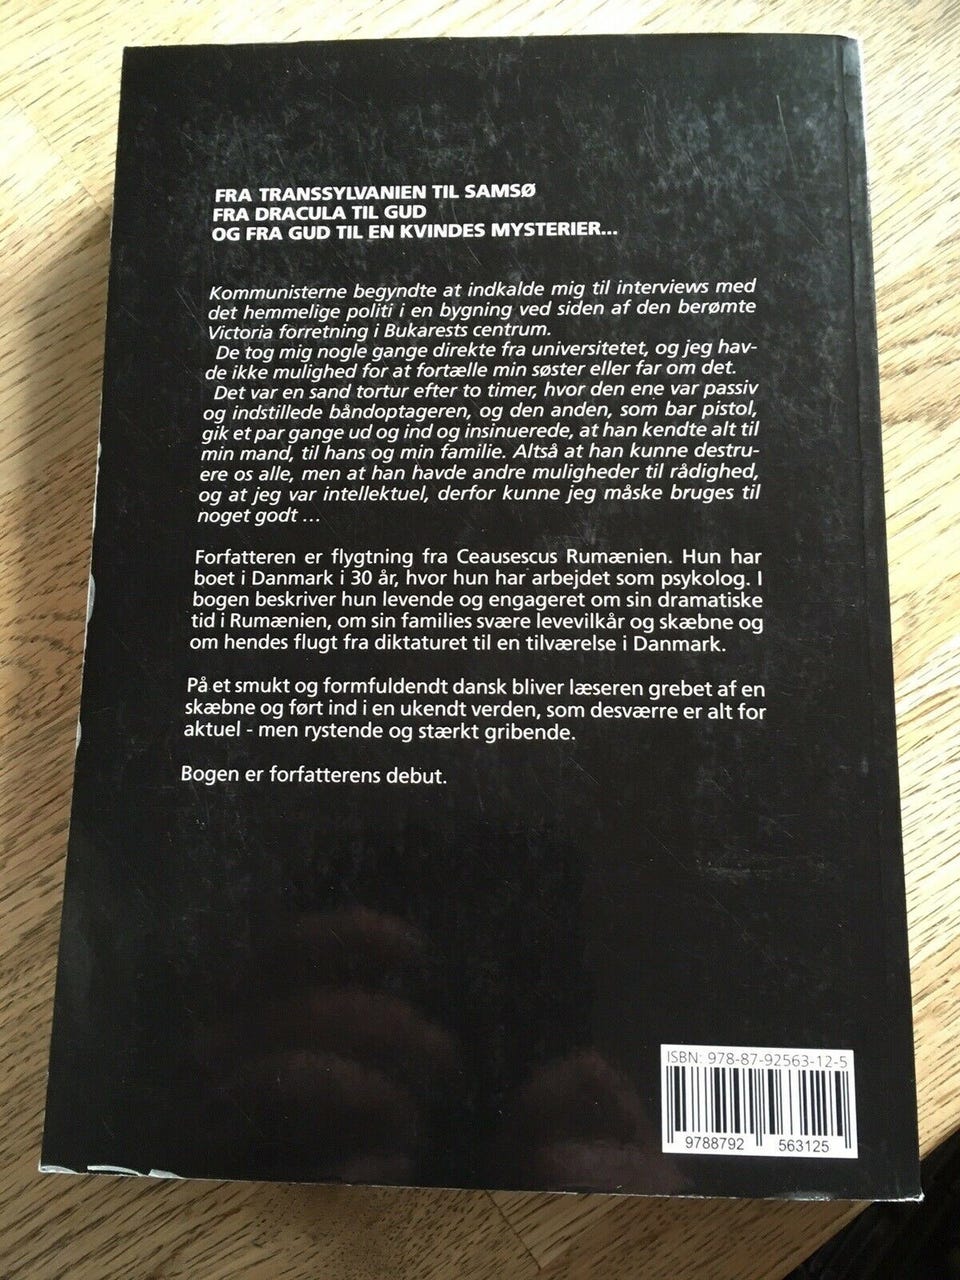 FRA TRANSSYLVANIEN TIL SAMSØ
FRA DRACULA TIL GUD
OG FRA GUD TIL EN KVINDES MYSTERIER...
Kommunisterne begyndte at indkalde mig til interviews med
det hemmelige politi i en bygning ved siden af den berømte
Victoria forretning i Bukarests centrum.
De tog mig nogle gange direkte fra universitetet, og jeg hav-
de ikke mulighed for at fortælle min søster eller far om det.
Det var en sand tortur efter to timer, hvor den ene var passiv
og indstillede båndoptageren, og den anden, som bar pistol,
gik et par gange ud og ind og insinuerede, at han kendte alt til
min mand, til hans og min familie. Altså at han kunne destru-
ere os alle, men at han havde andre muligheder til rådighed,
og at jeg var intellektuel, derfor kunne jeg måske bruges til
noget godt ...
Forfatteren er flygtning fra Ceausescus Rumænien. Hun har
boet i Danmark i 30 år, hvor hun har arbejdet som psykolog. I
bogen beskriver hun levende og engageret om sin dramatiske
tid i Rumænien, om sin families svære levevilkår og skæbne og
om hendes flugt fra diktaturet til en tilværelse i Danmark.
På et smukt og formfuldendt dansk bliver læseren grebet af en
skæbne og ført ind i en ukendt verden, som desværre er alt for
aktuel - men rystende og stærkt gribende.
Bogen er forfatterens debut.
ISBN: 978-87-92563-12-5
9788792 563125